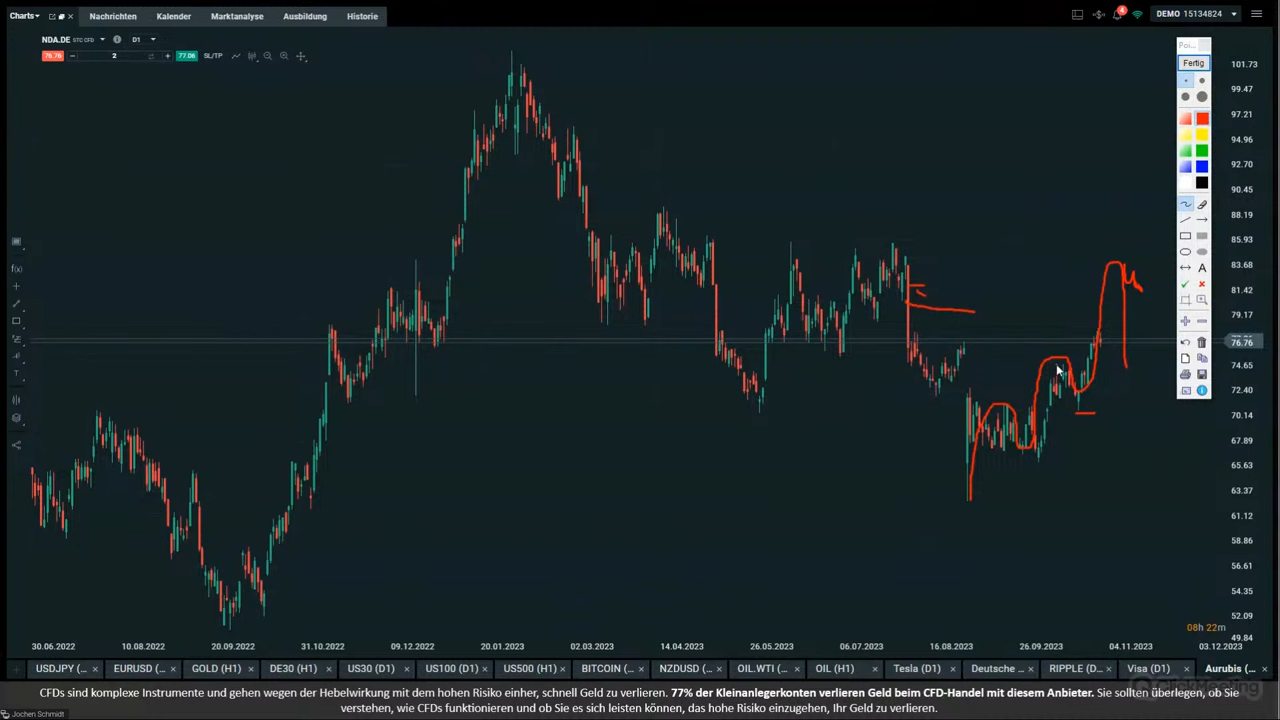 Charts Nachrichten Kalender Marktanalyse Ausbildung Historie 4 DEMO 15134824
NDA.DE STC CFD D1
76.76 2 77.08 SL/TP
Fertig
A
101.73
99.47
97.21
94.96
92.70
90.45
88.19
85.93
83.68
81.42
79.17
76.76
74.65
72.40
70.14
67.89
65.63
63.37
61.12
58.86
56.61
54.35
52.09
49.84
08h 22m
30.06.2022 10.08.2022 20.09.2022 31.10.2022 09.12.2022 20.01.2023 02.03.2023 14.04.2023 26.05.2023 06.07.2023 16.08.2023 26.09.2023 04.11.2023 03.12.2023
USDJPY (... EURUSD (... GOLD (H1) DE30 (H1) US30 (D1) US100 (D1) US500 (H1) BITCOIN (... NZDUSD (... OIL.WTI (... OIL (H1) Tesla (D1) Deutsche ... RIPPLE (D... Visa (D1) Aurubis (...
CFDs sind komplexe Instrumente und gehen wegen der Hebelwirkung mit dem hohen Risiko einher, schnell Geld zu verlieren. 77% der Kleinanlegerkonten verlieren Geld beim CFD-Handel mit diesem Anbieter. Sie sollten überlegen, ob Sie
verstehen, wie CFDs funktionieren und ob Sie es sich leisten können, das hohe Risiko einzugehen, Ihr Geld zu verlieren.
ClickMeeting
Jochen Schmidt